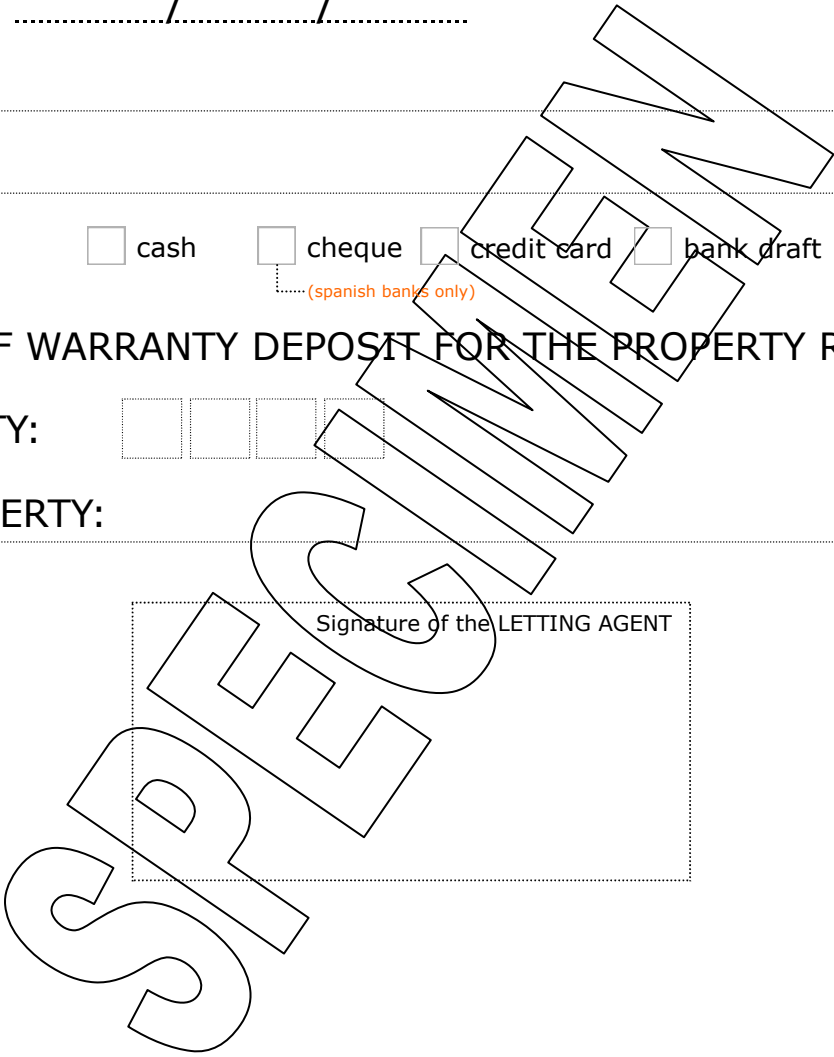 / /
cash cheque credit card bank draft
(spanish banks only)
F WARRANTY DEPOSIT FOR THE PROPERTY R
TY:
ERTY:
Signature of the LETTING AGENT
SPECIMEN